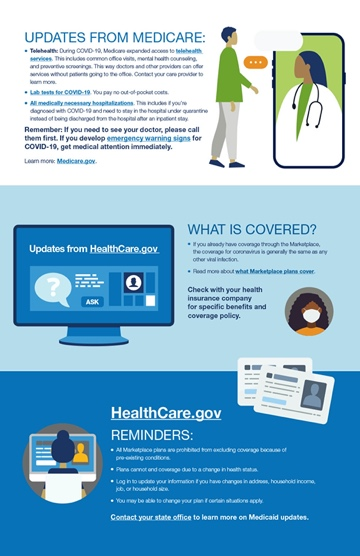 UPDATES FROM MEDICARE:
• Telehealth: During COVID-19, Medicare expanded access to telehealth
services. This includes common office visits, mental health counseling,
and preventive screenings. This way doctors and other providers can offer
services without patients going to the office. Contact your care provider to
learn more.
• Lab tests for COVID-19. You pay no out-of-pocket costs.
• All medically necessary hospitalizations. This includes if you're
diagnosed with COVID-19 and need to stay in the hospital under quarantine
instead of being discharged from the hospital after an inpatient stay.
Remember: If you need to see your doctor, please call
them first. If you develop emergency warning signs for
COVID-19, get medical attention immediately.
Learn more: Medicare.gov.
WHAT IS COVERED?
• If you already have coverage through the Marketplace,
the coverage for coronavirus is generally the same as any
other viral infection.
• Read more about what Marketplace plans cover.
Check with your health
insurance company
for specific benefits and
coverage policy.
Updates from HealthCare.gov
?
ASK
HealthCare.gov
REMINDERS:
• All Marketplace plans are prohibited from excluding coverage because of
pre-existing conditions.
• Plans cannot end coverage due to a change in health status.
• Log in to update your information if you have changes in address, household income,
job, or household size.
• You may be able to change your plan if certain situations apply.
Contact your state office to learn more on Medicaid updates.